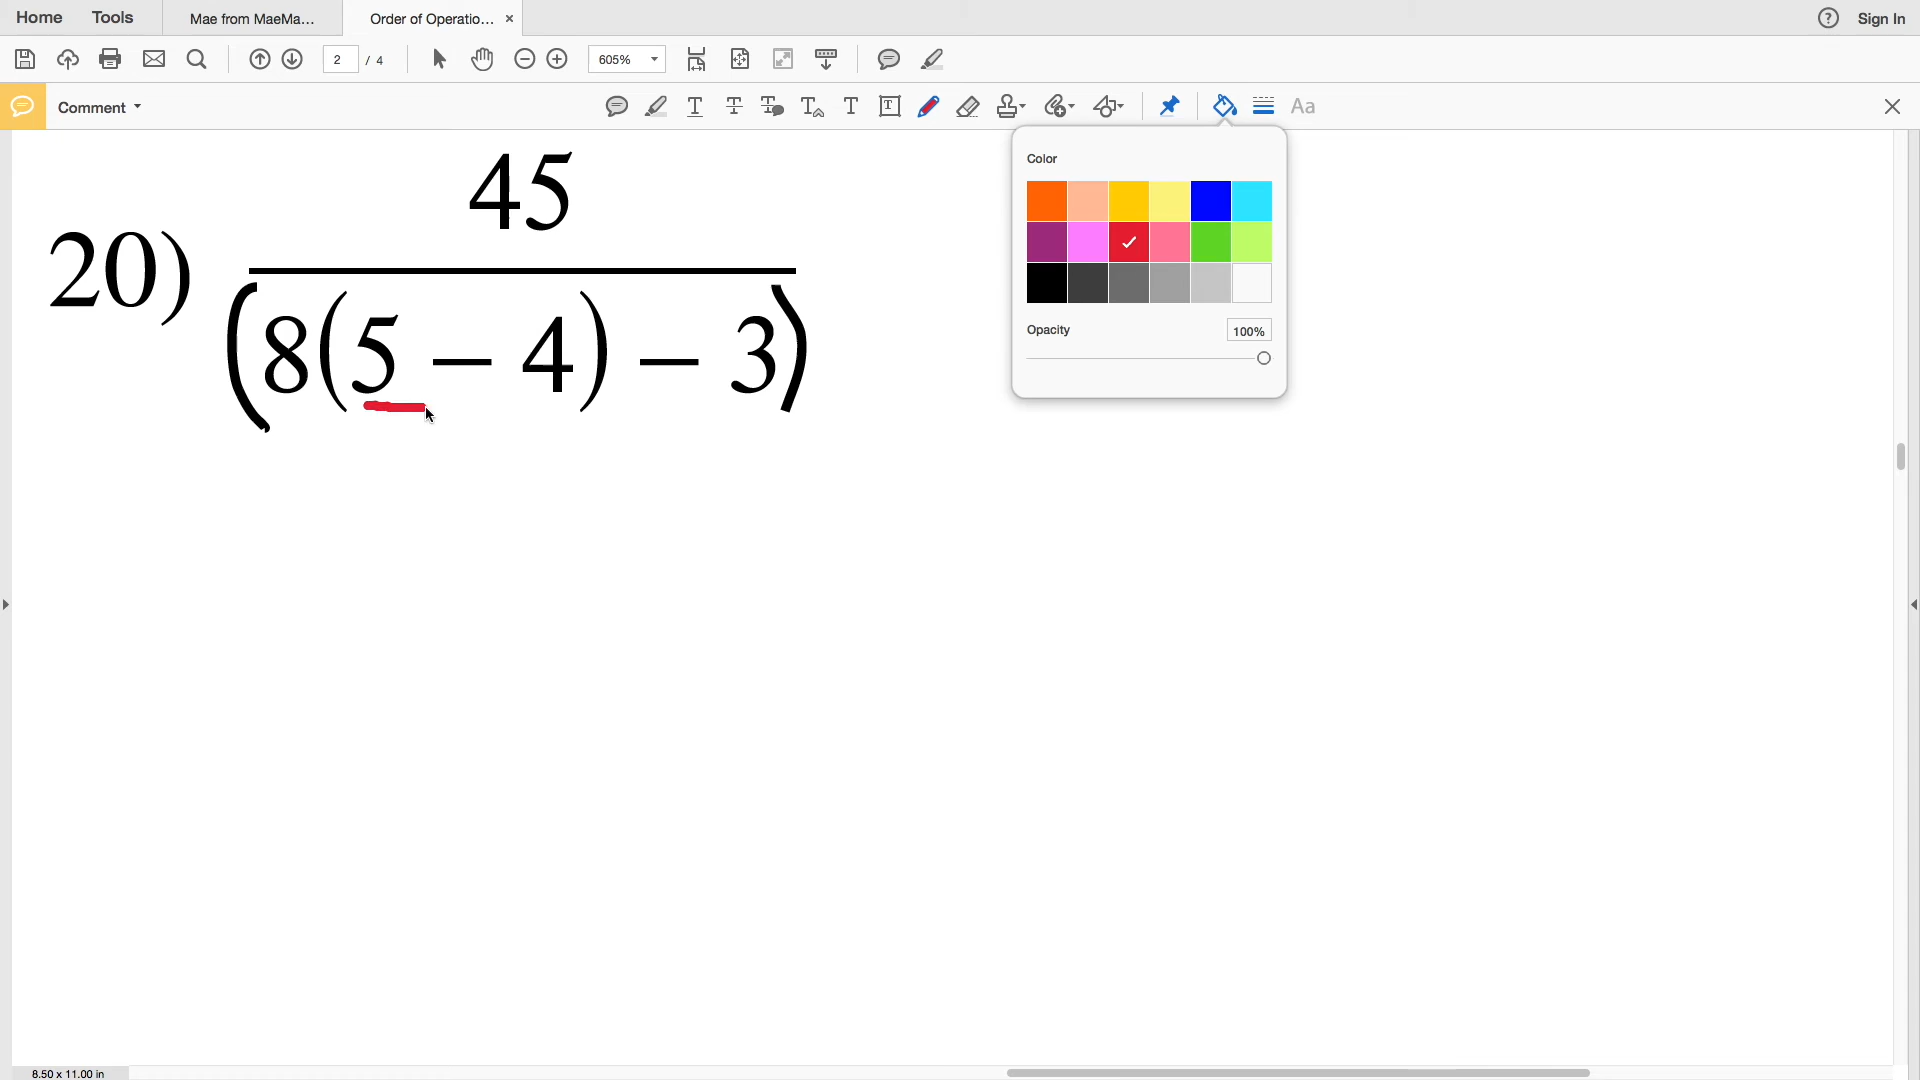 Home Tools Mae from MaeMa... Order of Operatio... × ? Sign In
2 / 4 605%
Comment T T T T T T Aa
Color
Opacity 100%
45
20)
(8(5 − 4) − 3)
8.50 x 11.00 in